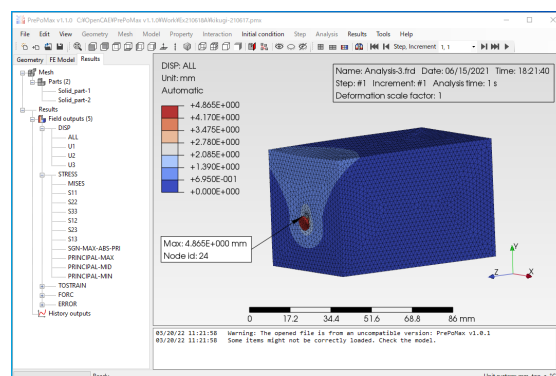 PrePoMax v1.1.0 C:\OpenCAE\PrePoMax v1.1.0\Work\Ex210616A\nikugi-210617.pmx
File Edit View Geometry Mesh Model Property Interaction Initial condition Step Analysis Results Tools Help
Step, Increment 1, 1
Geometry FE Model Results
Mesh
Parts (2)
Solid_part-1
Solid_part-2
Results
Field outputs (5)
DISP
ALL
U1
U2
U3
STRESS
MISES
S11
S22
S33
S12
S23
S13
SGN-MAX-ABS-PRI
PRINCIPAL-MAX
PRINCIPAL-MID
PRINCIPAL-MIN
TOSTRAIN
FORC
ERROR
History outputs
DISP: ALL
Unit: mm
Automatic
+4.865E+000
+4.170E+000
+3.475E+000
+2.780E+000
+2.085E+000
+1.390E+000
+6.950E-001
+0.000E+000
Name: Analysis-3.frd Date: 06/15/2021 Time: 18:21:40
Step: #1 Increment: #1 Analysis time: 1 s
Deformation scale factor: 1
Max: 4.865E+000 mm
Node id: 24
Y
Z
X
0 17.2 34.4 51.6 68.8 86 mm
03/20/22 11:21:58 Warning: The opened file is from an uncompatible version: PrePoMax v1.0.1
03/20/22 11:21:58 Some items might not be correctly loaded. Check the model.
Ready